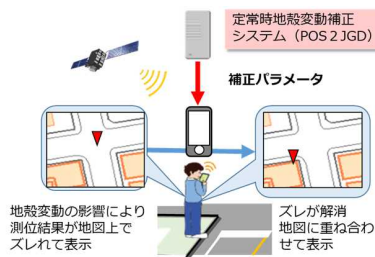 定常時地殻変動補正
システム（POS２JGD）
補正パラメータ
地殻変動の影響により
測位結果が地図上で
ズレれて表示
ズレが解消
地図に重ね合わ
せて表示